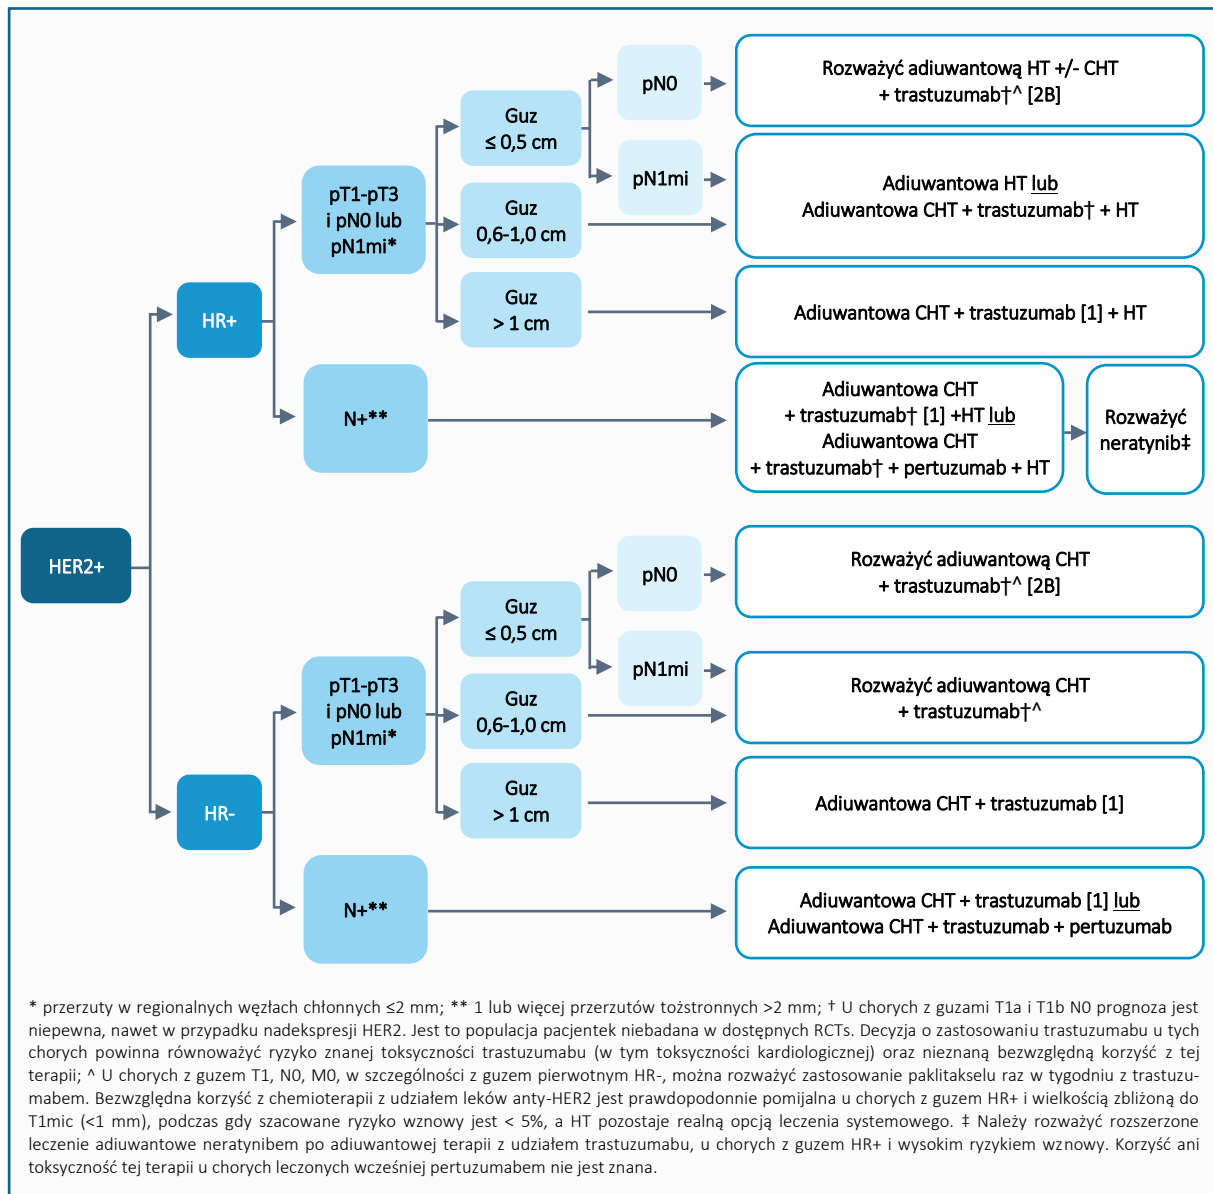 HER2+
HR+
pT1-pT3
i pN0 lub
pN1mi*
Guz
≤ 0,5 cm
pN0
Rozważyć adiuwantową HT +/- CHT
+ trastuzumab†^ [2B]
pN1mi
Guz
0,6-1,0 cm
Adiuwantowa HT lub
Adiuwantowa CHT + trastuzumab† + HT
Guz
> 1 cm
Adiuwantowa CHT + trastuzumab [1] + HT
N+**
Adiuwantowa CHT
+ trastuzumab† [1] +HT lub
Adiuwantowa CHT
+ trastuzumab† + pertuzumab + HT
Rozważyć
neratynib‡
HR-
pT1-pT3
i pN0 lub
pN1mi*
Guz
≤ 0,5 cm
pN0
Rozważyć adiuwantową CHT
+ trastuzumab†^ [2B]
pN1mi
Guz
0,6-1,0 cm
Rozważyć adiuwantową CHT
+ trastuzumab†^
Guz
> 1 cm
Adiuwantowa CHT + trastuzumab [1]
N+**
Adiuwantowa CHT + trastuzumab [1] lub
Adiuwantowa CHT + trastuzumab + pertuzumab
* przerzuty w regionalnych węzłach chłonnych ≤2 mm; ** 1 lub więcej przerzutów tożstronnych >2 mm; † U chorych z guzami T1a i T1b N0 prognoza jest
niepewna, nawet w przypadku nadekspresji HER2. Jest to populacja pacjentek niebadana w dostępnych RCTs. Decyzja o zastosowaniu trastuzumabu u tych
chorych powinna równoważyć ryzyko znanej toksyczności trastuzumabu (w tym toksyczności kardiologicznej) oraz nieznaną bezwzględną korzyść z tej
terapii; ^ U chorych z guzem T1, N0, M0, w szczególności z guzem pierwotnym HR-, można rozważyć zastosowanie paklitakselu raz w tygodniu z trastuzu-
mabem. Bezwzględna korzyść z chemioterapii z udziałem leków anty-HER2 jest prawdopodonnie pomijalna u chorych z guzem HR+ i wielkością zbliżoną do
T1mic (<1 mm), podczas gdy szacowane ryzyko wznowy jest < 5%, a HT pozostaje realną opcją leczenia systemowego. ‡ Należy rozważyć rozszerzone
leczenie adiuwantowe neratynibem po adiuwantowej terapii z udziałem trastuzumabu, u chorych z guzem HR+ i wysokim ryzykiem wznowy. Korzyść ani
toksyczność tej terapii u chorych leczonych wcześniej pertuzumabem nie jest znana.